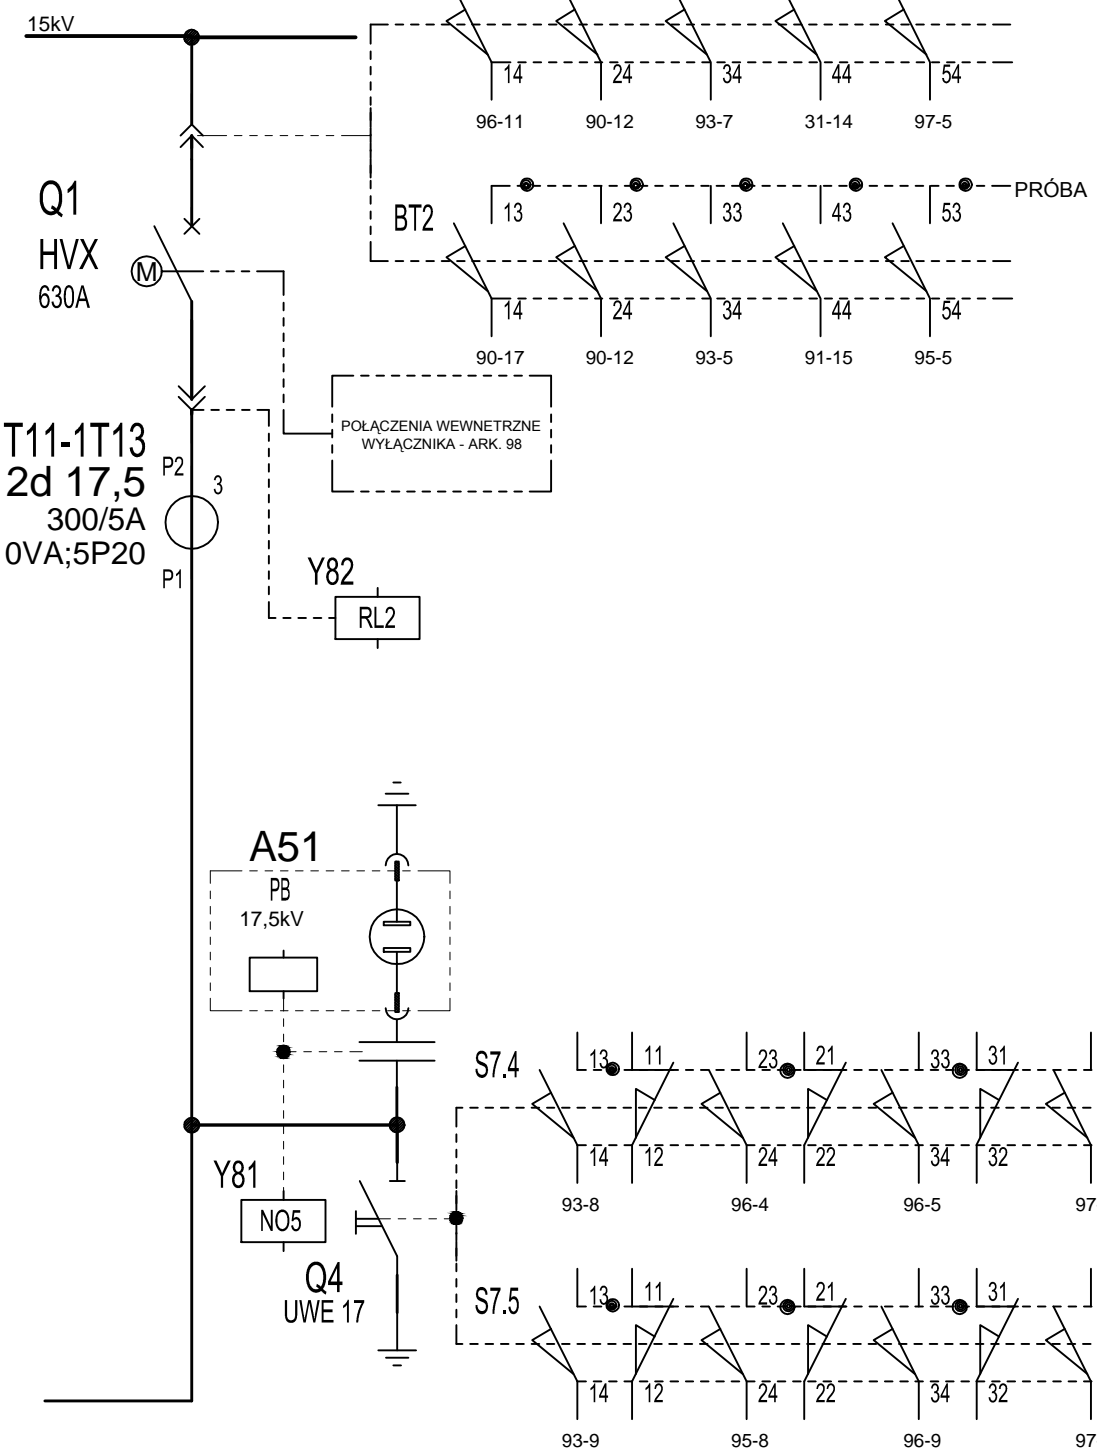 15kV
14 24 34 44 54
96-11 90-12 93-7 31-14 97-5
PRÓBA
Q1
HVX
630A
M
BT2
13 23 33 43 53
14 24 34 44 54
90-17 90-12 93-5 91-15 95-5
POŁĄCZENIA WEWNETRZNE
WYŁĄCZNIKA - ARK. 98
T11-1T13
2d 17,5
300/5A
0VA;5P20
P2
3
P1
Y82
RL2
A51
PB
17,5kV
S7.4
13 11 23 21 33 31
14 12 24 22 34 32
93-8 96-4 96-5 97
Y81
NO5
Q4
UWE 17
S7.5
13 11 23 21 33 31
14 12 24 22 34 32
93-9 95-8 96-9 97